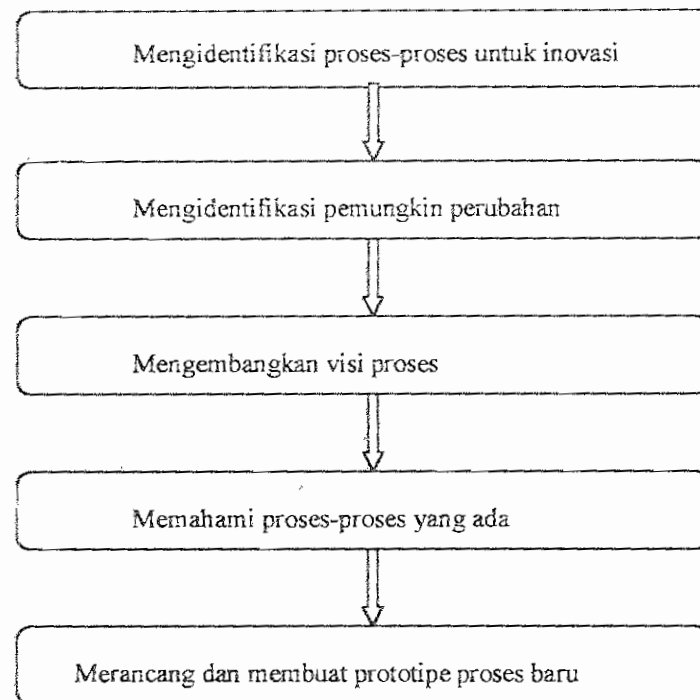 Mengidentifikasi proses-proses untuk inovasi
Mengidentifikasi pemungkin perubahan
Mengembangkan visi proses
Memahami proses-proses yang ada
Merancang dan membuat prototipe proses baru